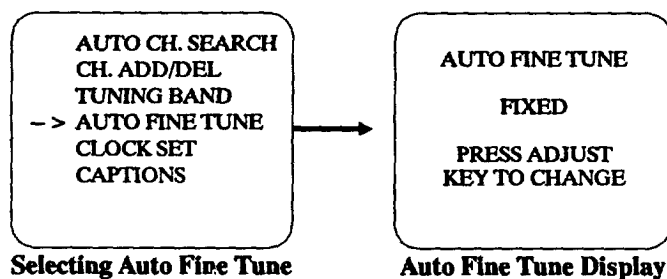 AUTO CH. SEARCH
CH. ADD/DEL
TUNING BAND
-> AUTO FINE TUNE
CLOCK SET
CAPTIONS
Selecting Auto Fine Tune
AUTO FINE TUNE
FIXED
PRESS ADJUST
KEY TO CHANGE
Auto Fine Tune Display